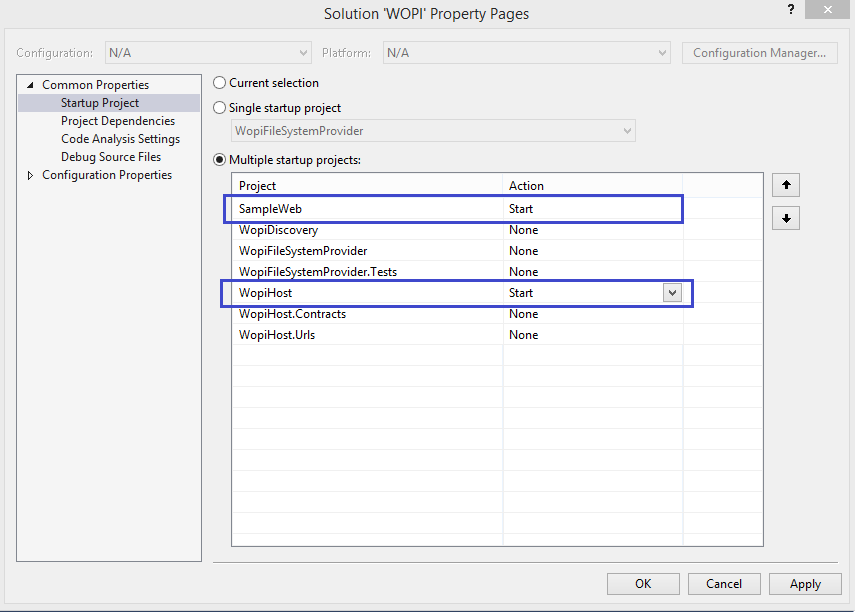 Solution 'WOPI' Property Pages
?
Configuration: N/A Platform: N/A Configuration Manager...
Common Properties
Startup Project
Project Dependencies
Code Analysis Settings
Debug Source Files
Configuration Properties
Current selection
Single startup project
WopiFileSystemProvider
Multiple startup projects:
Project Action
SampleWeb Start
WopiDiscovery None
WopiFileSystemProvider None
WopiFileSystemProvider.Tests None
WopiHost Start
WopiHost.Contracts None
WopiHost.Urls None
OK Cancel Apply